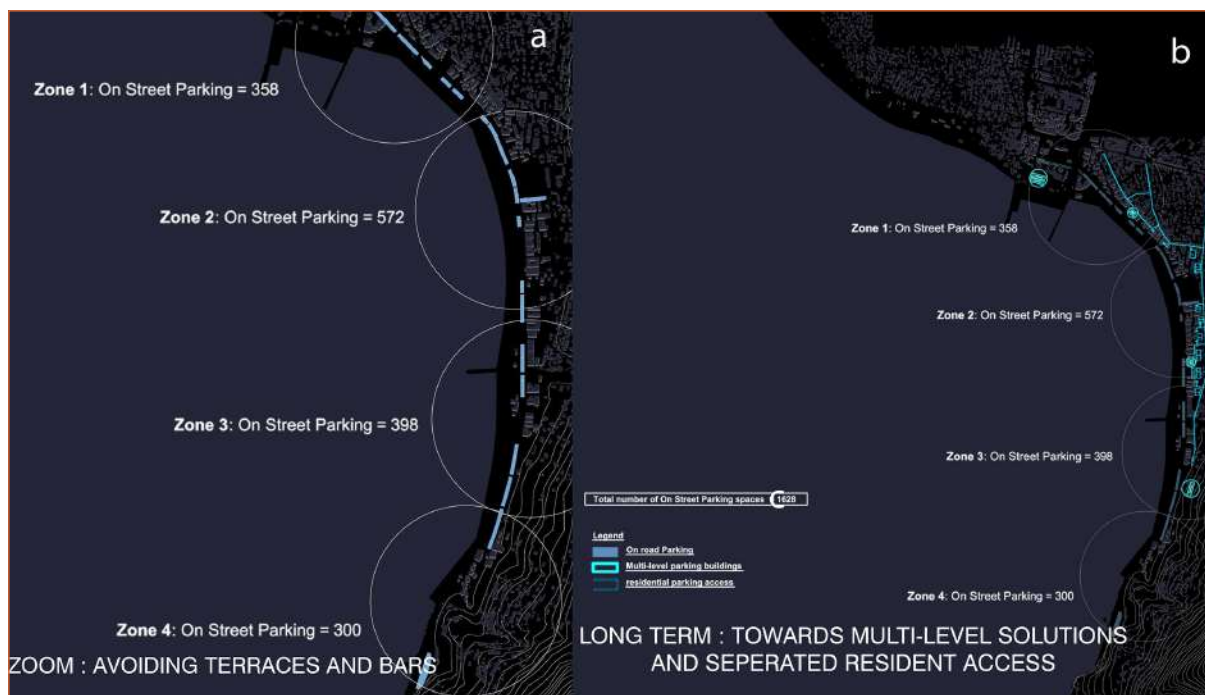 a
Zone 1: On Street Parking = 358
Zone 2: On Street Parking = 572
Zone 3: On Street Parking = 398
Zone 4: On Street Parking = 300
ZOOM : AVOIDING TERRACES AND BARS
b
Zone 1: On Street Parking = 358
Zone 2: On Street Parking = 572
Zone 3: On Street Parking = 398
Total number of On Street Parking spaces 1628
C
Legend
On road Parking
Multi-level parking buildings
residential parking access
Zone 4: On Street Parking = 300
LONG TERM : TOWARDS MULTI-LEVEL SOLUTIONS
AND SEPERATED RESIDENT ACCESS